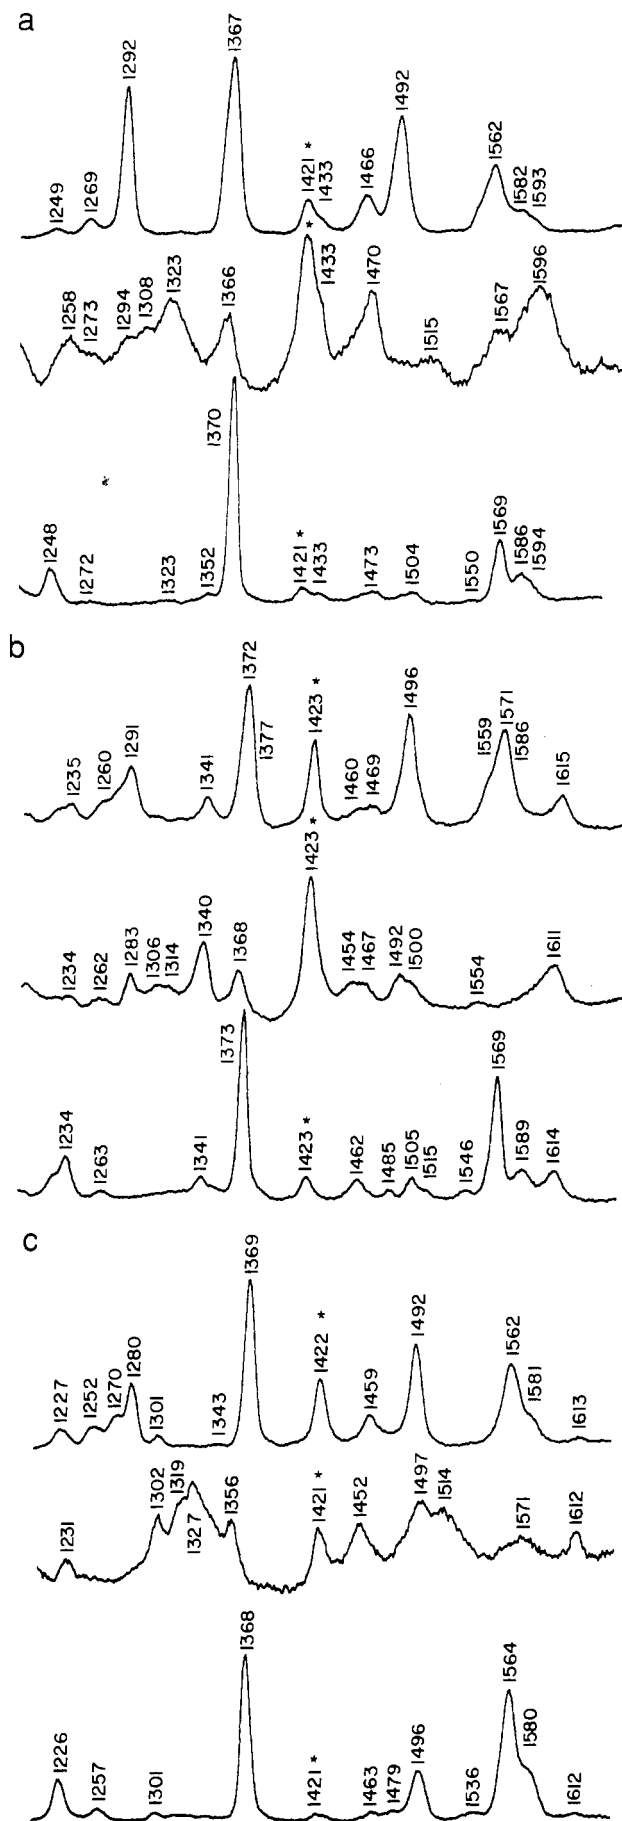 a
1249 1269 1292 1367 1421 * 1433 1466 1492 1562 1582 1593
1258 1273 1294 1308 1323 1366 * 1433 1470 1515 1567 1596
1248 1272 1323 1352 1370 1421 * 1433 1473 1504 1550 1569 1586 1594
b
1235 1260 1291 1341 1372 1377 1423 * 1460 1469 1496 1559 1571 1586 1615
1234 1262 1283 1306 1314 1340 1368 1423 * 1454 1467 1492 1500 1554 1611
1234 1263 1341 1373 1423 * 1462 1485 1505 1515 1546 1569 1589 1614
c
1227 1252 1270 1280 1301 1343 1369 1422 * 1459 1492 1562 1581 1613
1231 1302 1319 1327 1356 1421 * 1452 1497 1514 1571 1612
1226 1257 1301 1368 1421 * 1463 1479 1496 1536 1564 1580 1612